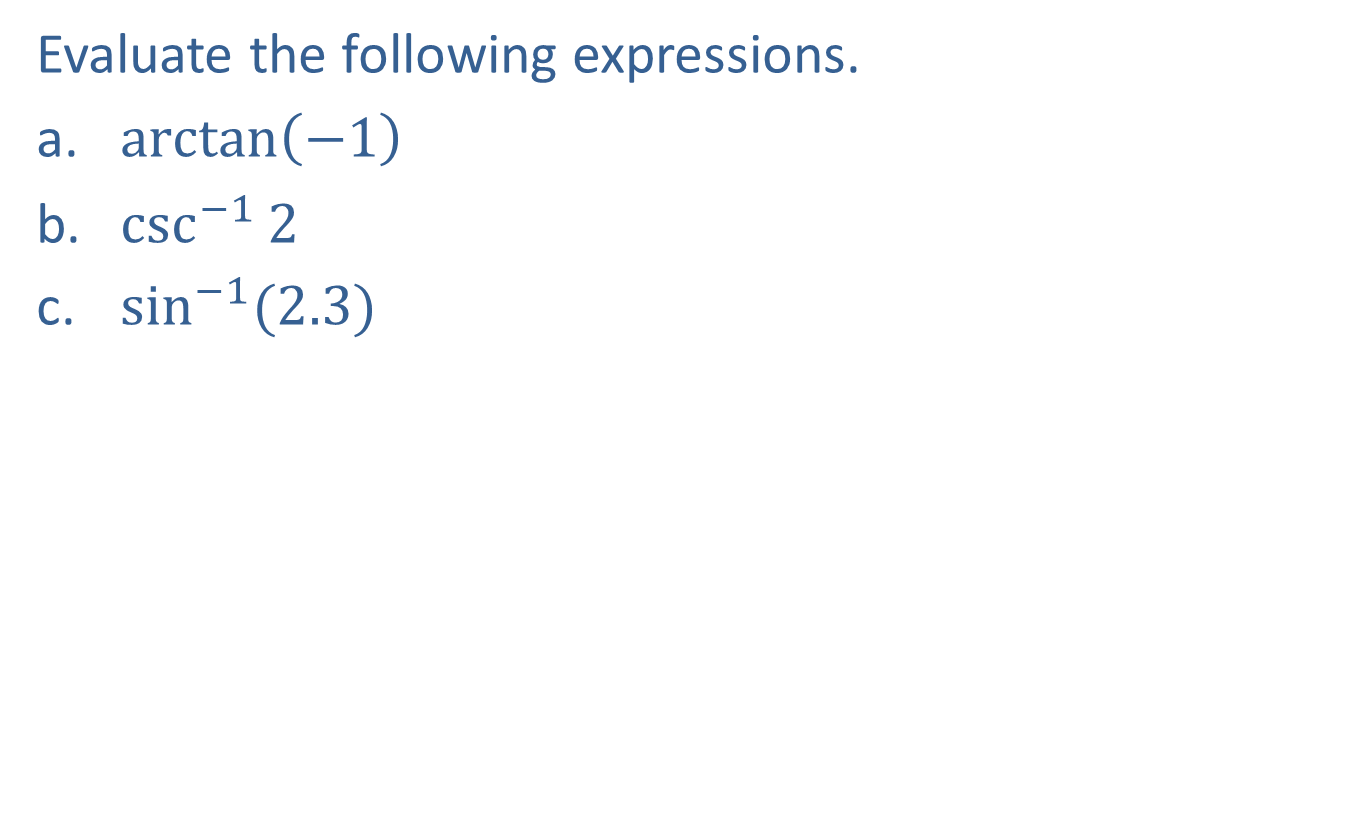 Evaluate the following expressions.
a. arctan(−1)
b. csc⁻¹ 2
c. sin⁻¹(2.3)